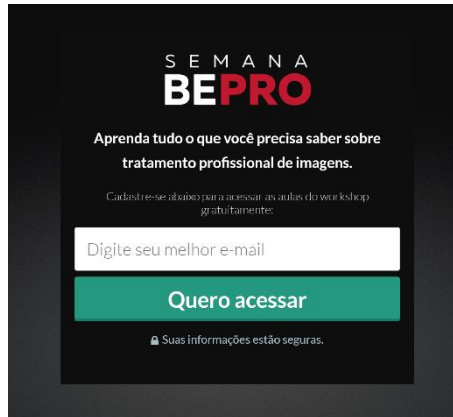 SEMANA
BEPRO
Aprenda tudo o que você precisa saber sobre
tratamento profissional de imagens.
Cadastre-se abaixo para acessar as aulas do workshop
gratuitamente:
Digite seu melhor e-mail
Quero acessar
Suas informações estão seguras.